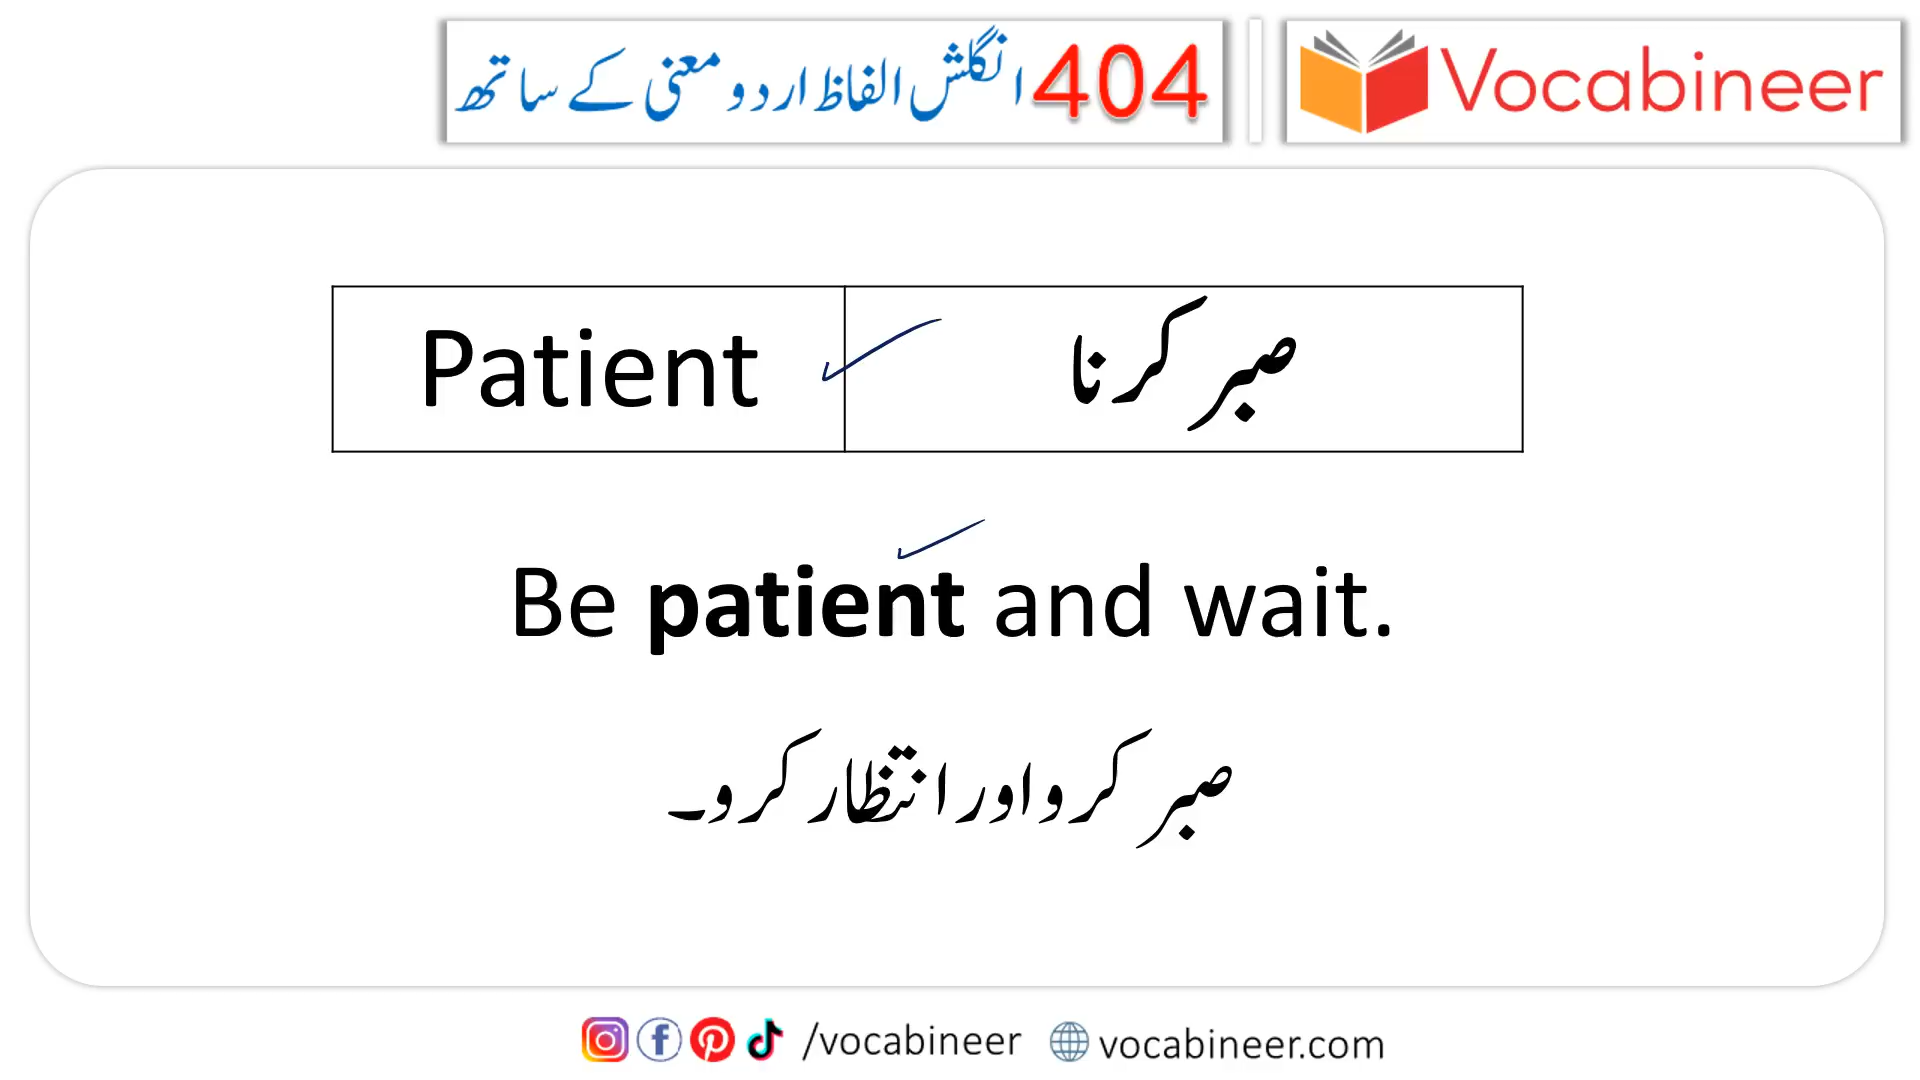 404 انگلش الفاظ اردو معنی کے ساتھ
Vocabineer
Patient
صبر کرنا
Be patient and wait.
صبر کرو اور انتظار کرو۔
/vocabineer
vocabineer.com